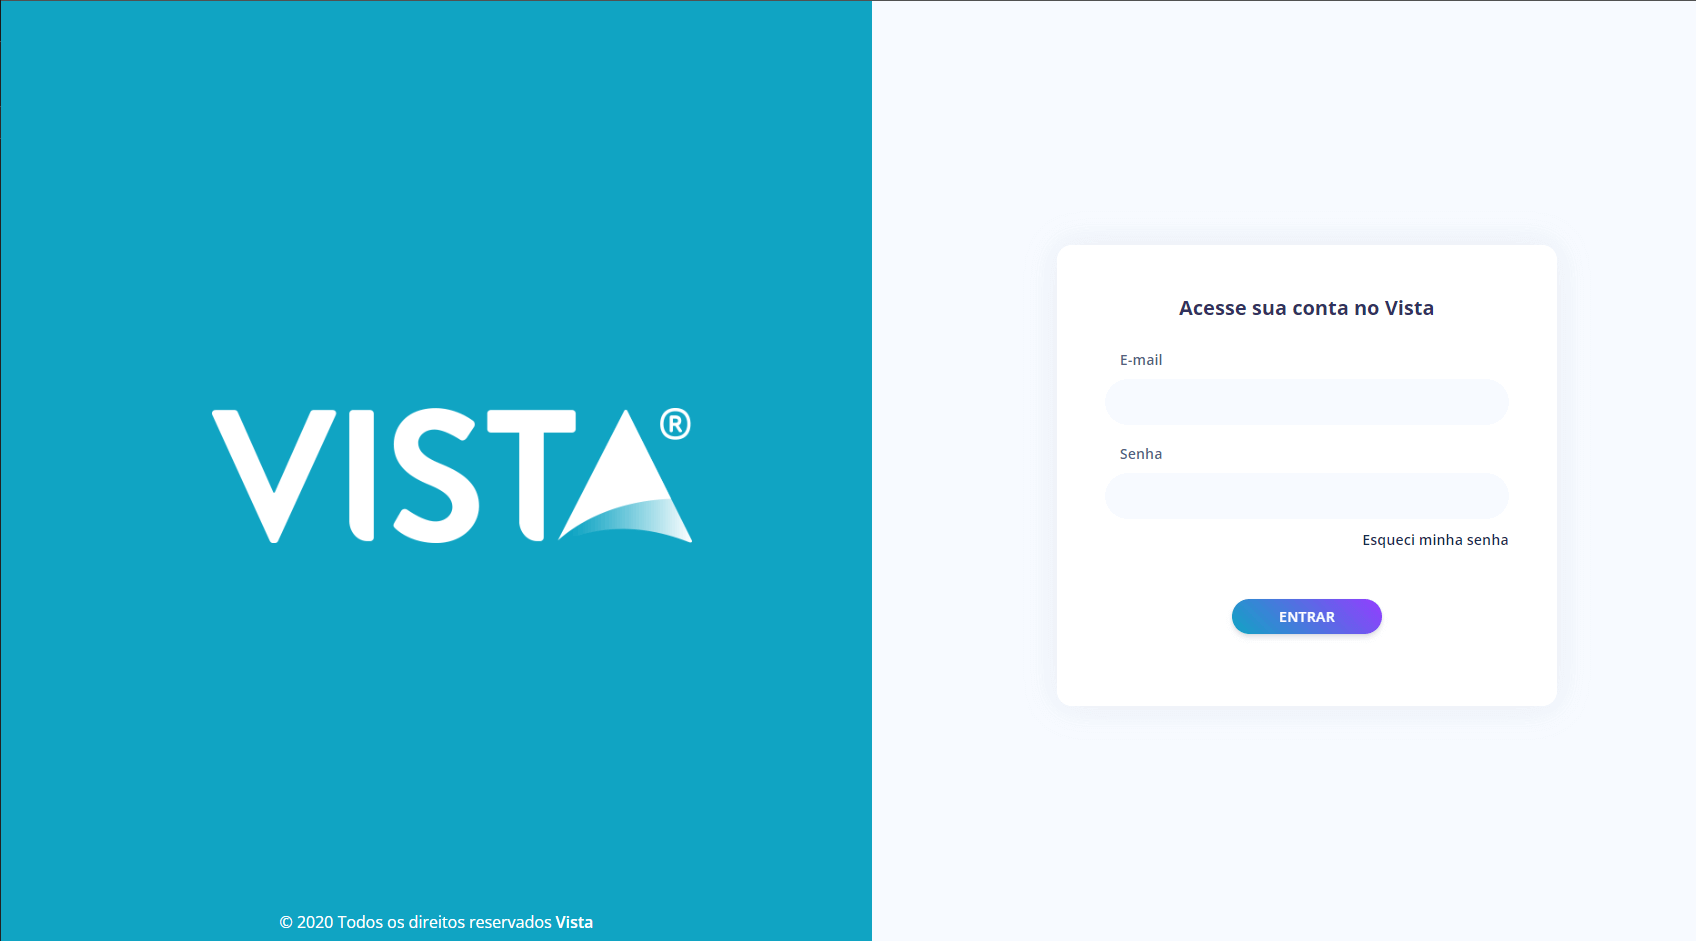 VISTA®
© 2020 Todos os direitos reservados Vista
Acesse sua conta no Vista
E-mail
Senha
Esqueci minha senha
ENTRAR